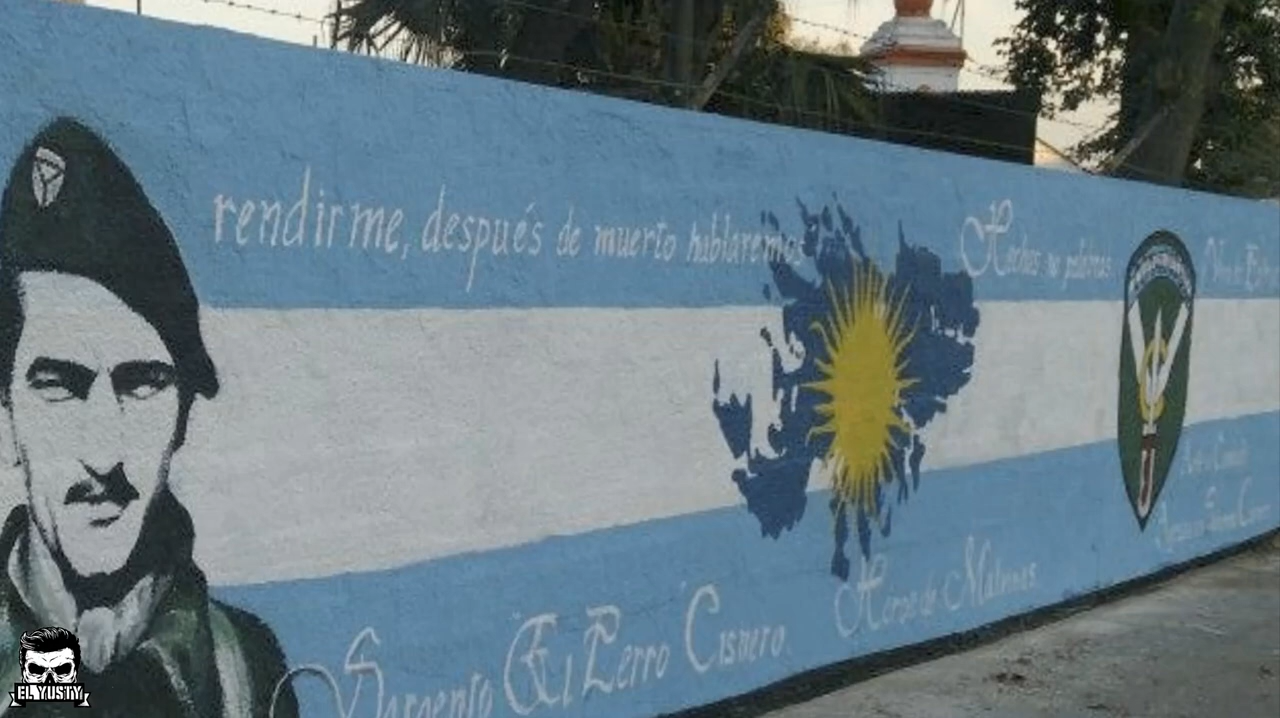 rendirme, después de muerto hablaremos
Hechos no palabras
Sargento "El Perro" Cisnero.
Héroe de Malvinas
EL YUSTY